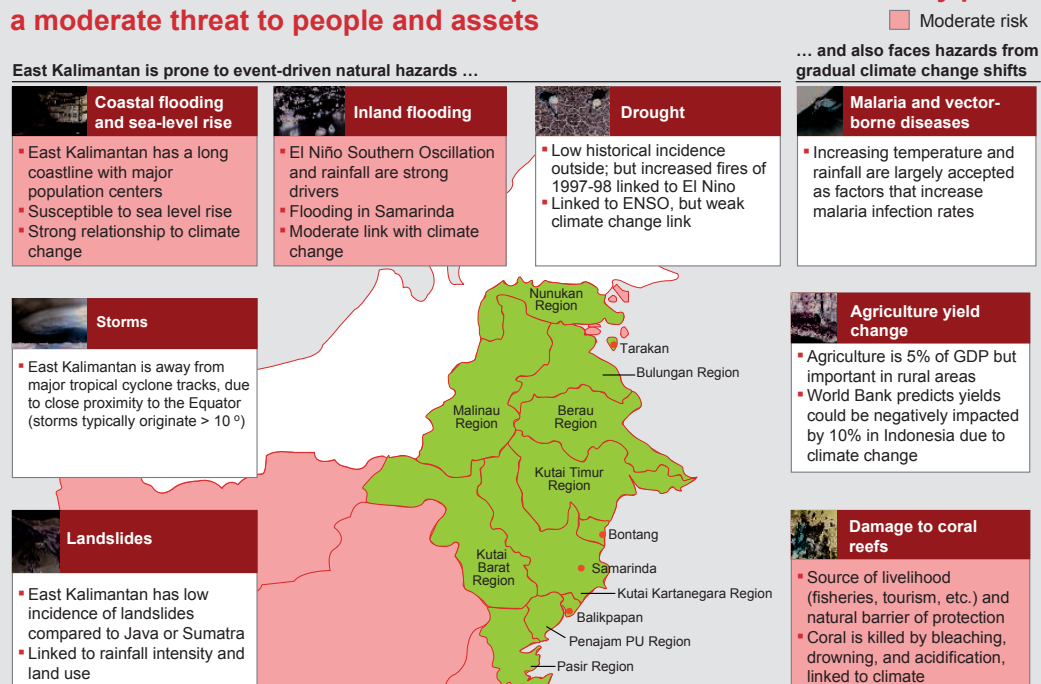 a moderate threat to people and assets
Moderate risk
East Kalimantan is prone to event-driven natural hazards …
… and also faces hazards from
gradual climate change shifts
Coastal flooding
and sea-level rise
East Kalimantan has a long
coastline with major
population centers
Susceptible to sea level rise
Strong relationship to climate
change
Inland flooding
El Niño Southern Oscillation
and rainfall are strong
drivers
Flooding in Samarinda
Moderate link with climate
change
Drought
Low historical incidence
outside; but increased fires of
1997-98 linked to El Nino
Linked to ENSO, but weak
climate change link
Malaria and vector-
borne diseases
Increasing temperature and
rainfall are largely accepted
as factors that increase
malaria infection rates
Storms
East Kalimantan is away from
major tropical cyclone tracks, due
to close proximity to the Equator
(storms typically originate > 10 º)
Agriculture yield
change
Agriculture is 5% of GDP but
important in rural areas
World Bank predicts yields
could be negatively impacted
by 10% in Indonesia due to
climate change
Landslides
East Kalimantan has low
incidence of landslides
compared to Java or Sumatra
Linked to rainfall intensity and
land use
Damage to coral
reefs
Source of livelihood
(fisheries, tourism, etc.) and
natural barrier of protection
Coral is killed by bleaching,
drowning, and acidification,
linked to climate
Nunukan
Region
Tarakan
Bulungan Region
Malinau
Region
Berau
Region
Kutai Timur
Region
Bontang
Kutai
Barat
Region
Samarinda
Kutai Kartanegara Region
Balikpapan
Penajam PU Region
Pasir Region